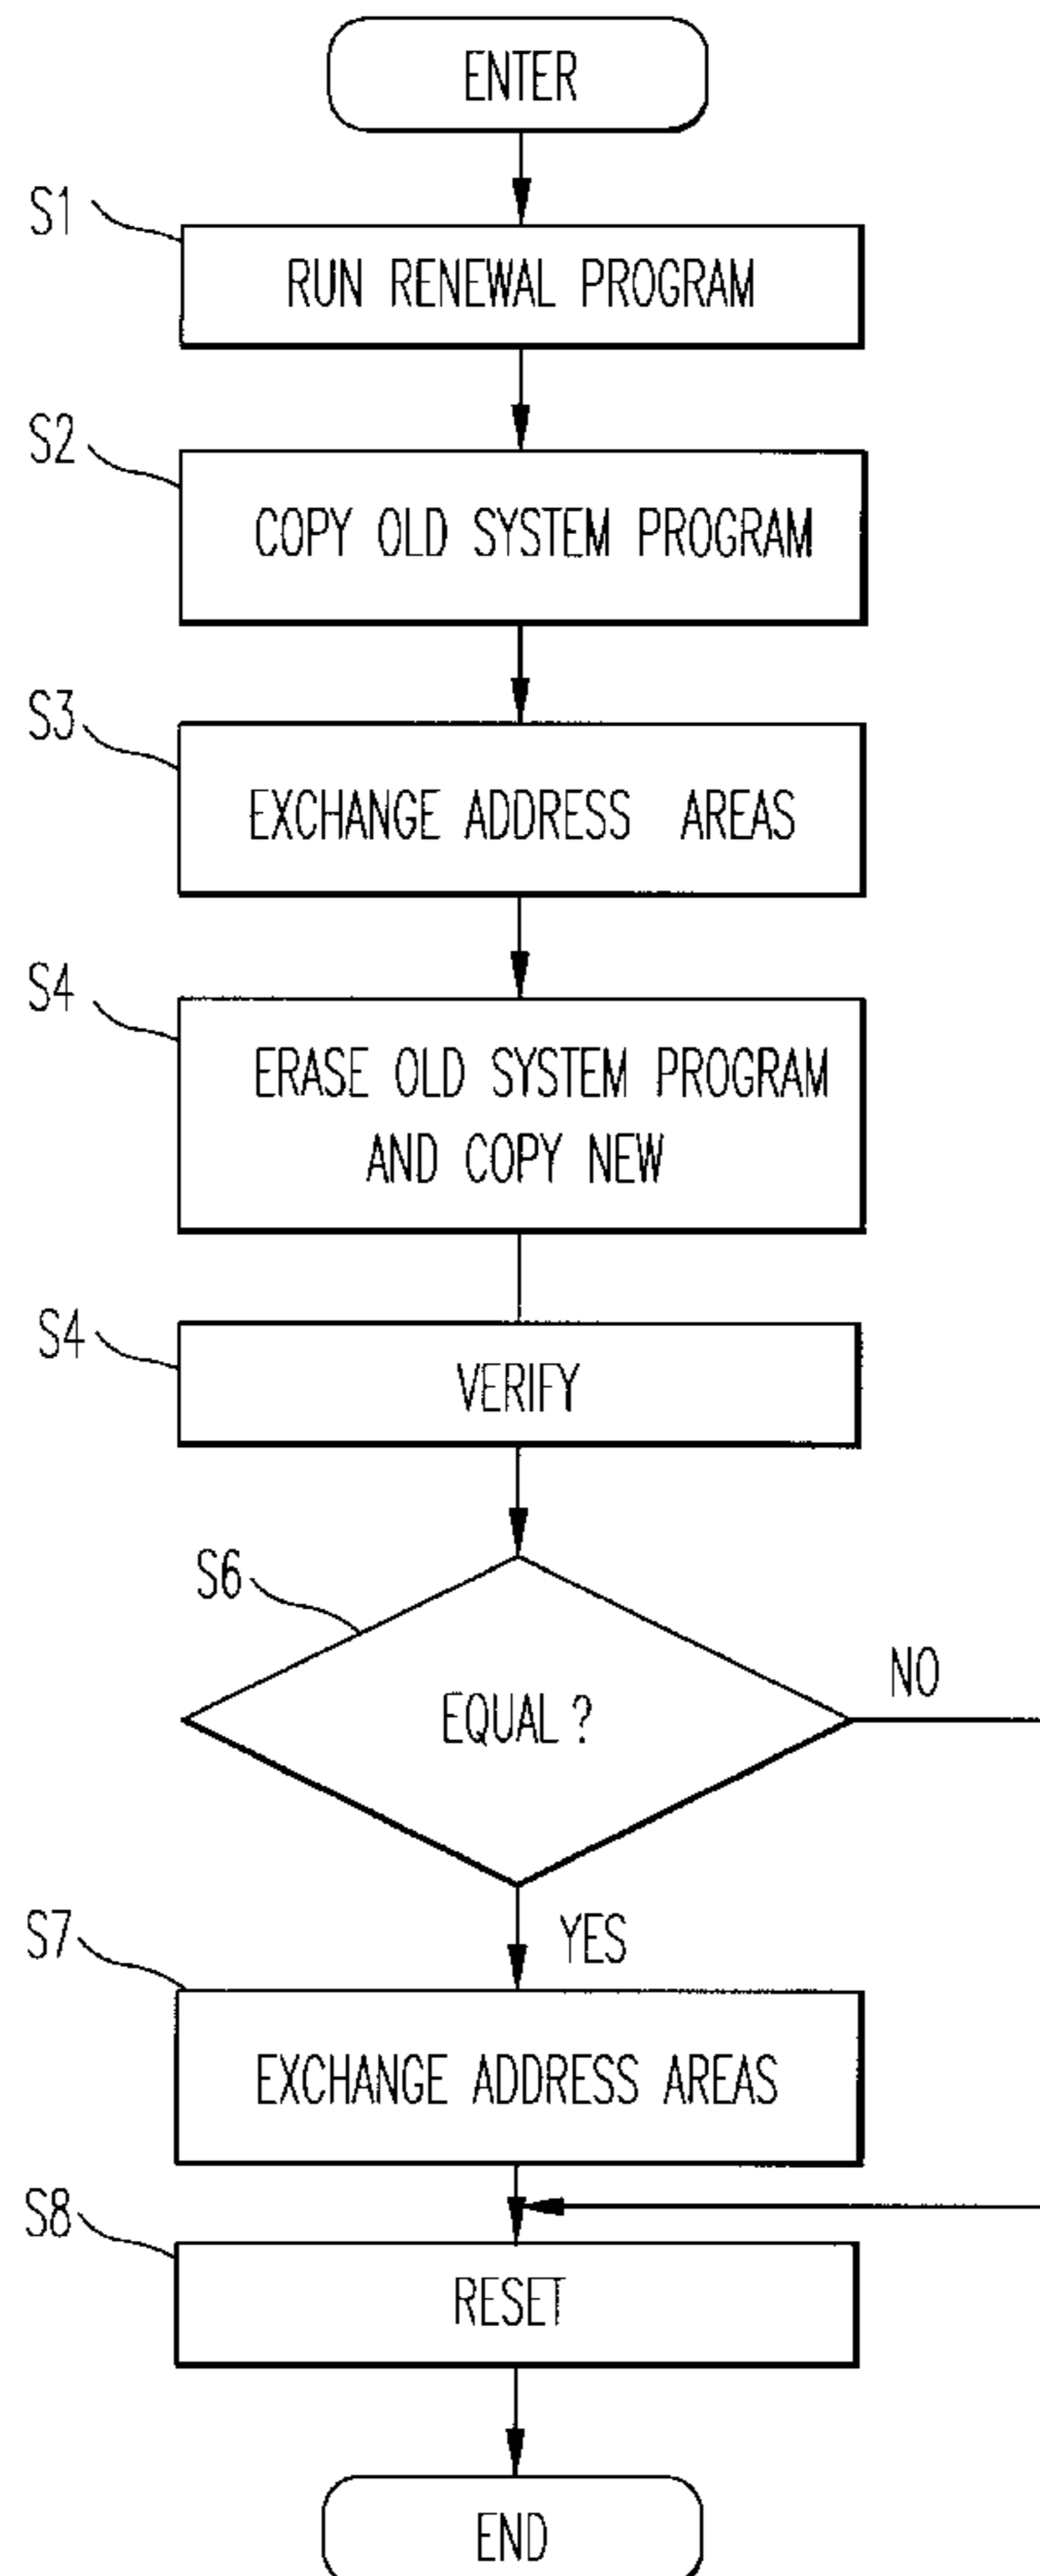 ENTER
S1
RUN RENEWAL PROGRAM
S2
COPY OLD SYSTEM PROGRAM
S3
EXCHANGE ADDRESS AREAS
S4
ERASE OLD SYSTEM PROGRAM
AND COPY NEW
S4
VERIFY
S6
EQUAL ?
NO
YES
S7
EXCHANGE ADDRESS AREAS
S8
RESET
END